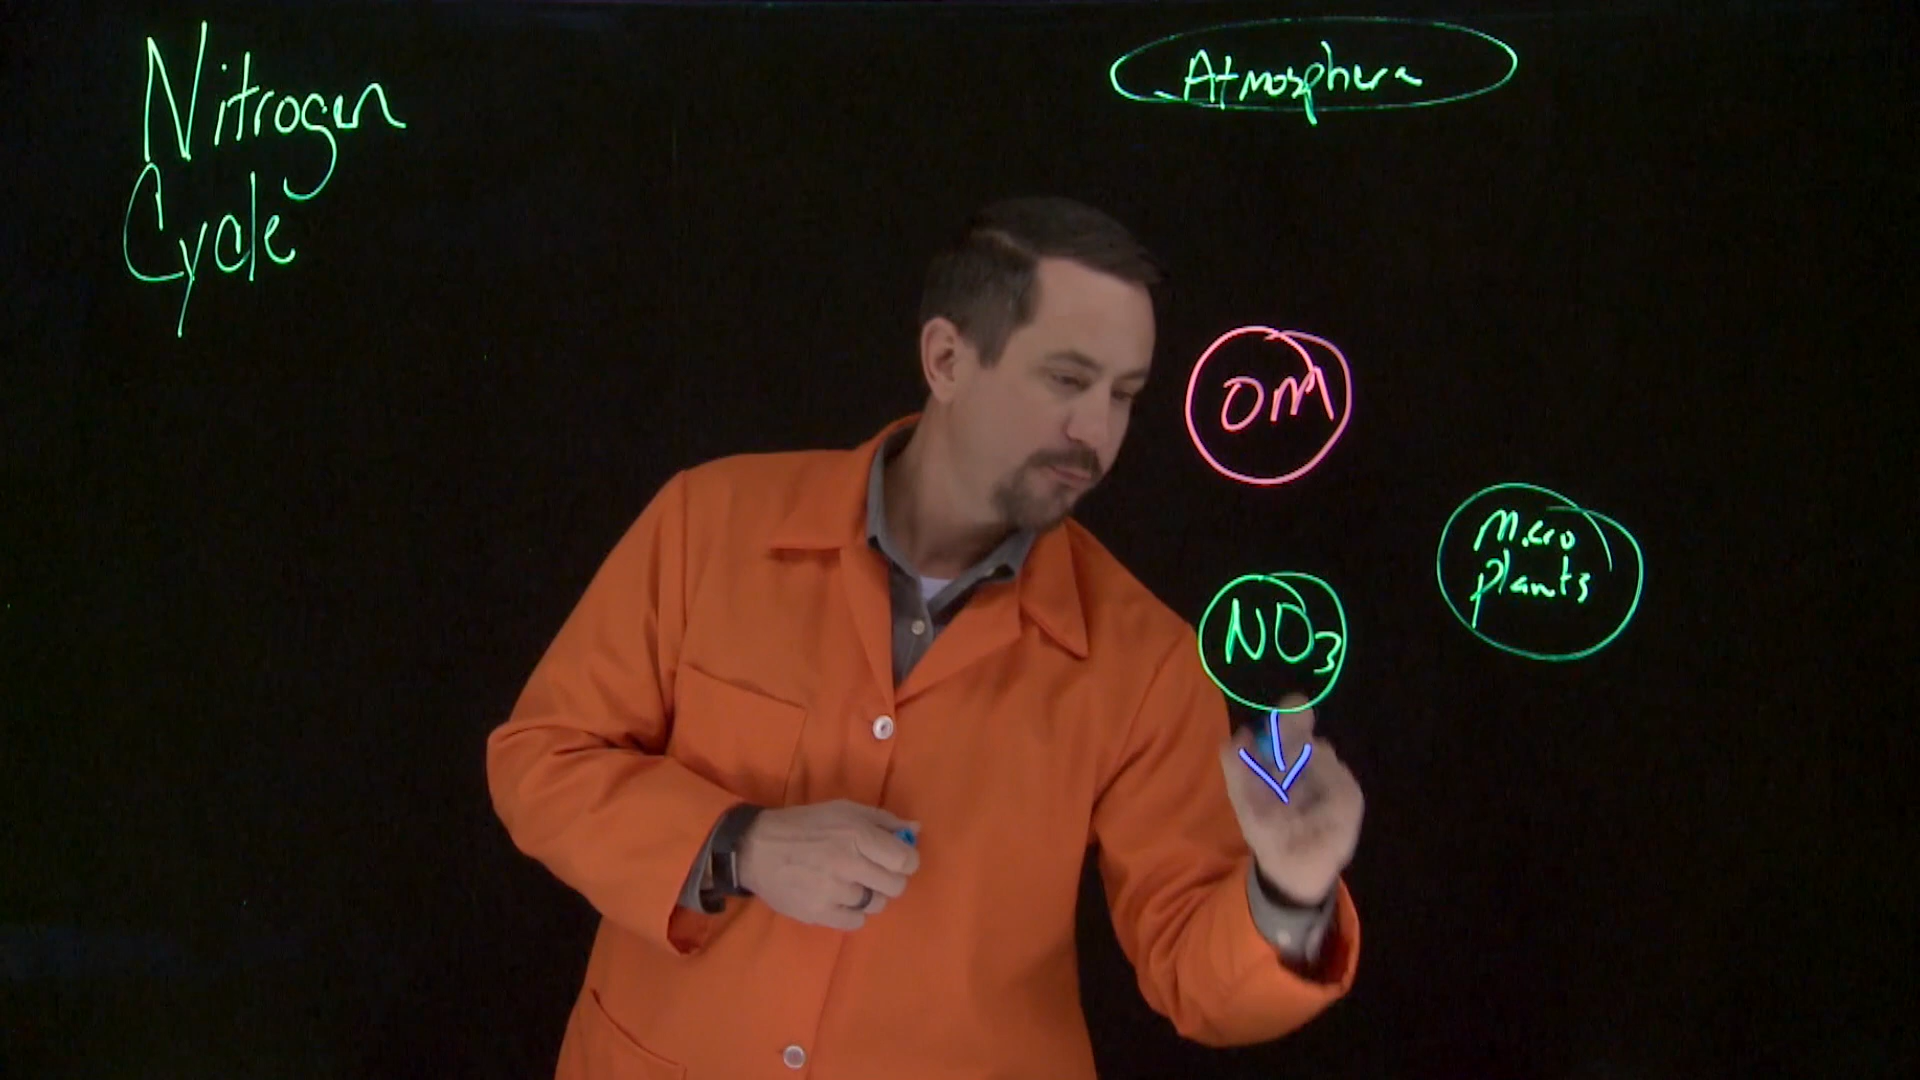 Nitrogen
Cycle
Atmosphere
OM
Micro
plants
NO3